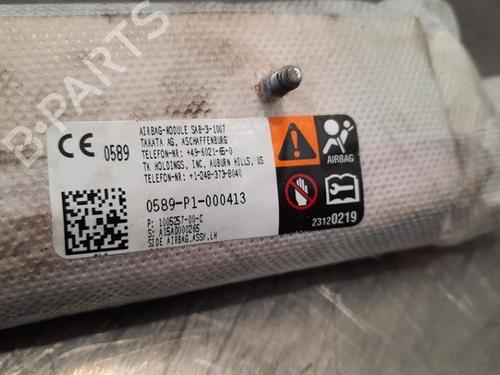 B-PARTS
CE 0589
AIRBAG-MODULE SAB-3-1007
TAKATA AG, ASCHAFFENBURG
TELEFON-NR: +49-6021-65-0
TK HOLDINGS, INC. AUBURN HILLS, US
TELEFON-NR: +1-248-373-8040
0589-P1-000413
P: 1005257-00-C
S: A15AD000265
SIDE AIRBAG,ASSY,LH
AIRBAG
23120219